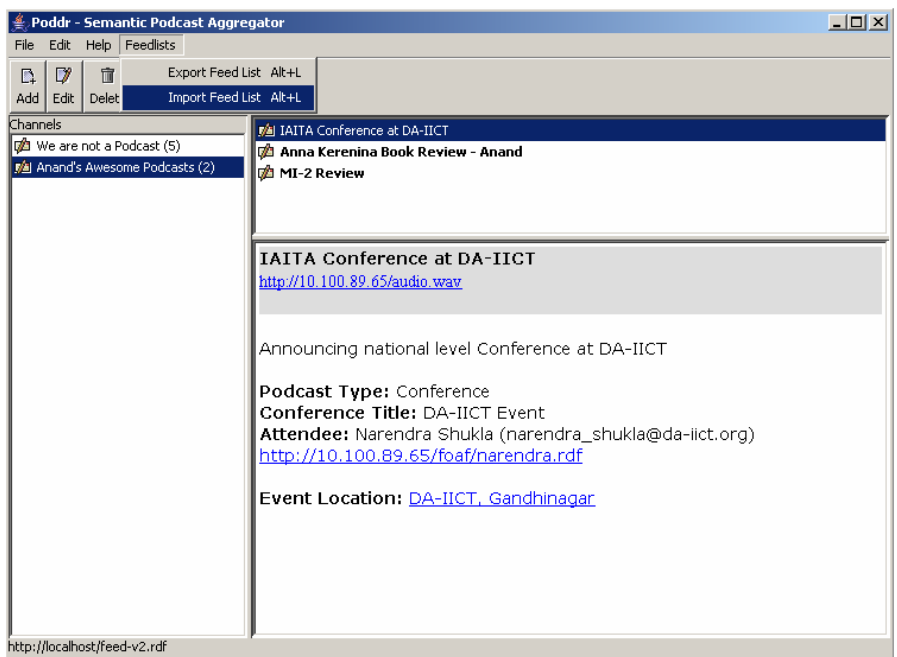 Poddr - Semantic Podcast Aggregator
File Edit Help Feedlists
Export Feed List Alt+L
Import Feed List Alt+L
Add Edit Delet
Channels
We are not a Podcast (5)
Anand's Awesome Podcasts (2)
IAITA Conference at DA-IICT
Anna Kerenina Book Review - Anand
MI-2 Review
IAITA Conference at DA-IICT
http://10.100.89.65/audio.wav
Announcing national level Conference at DA-IICT
Podcast Type: Conference
Conference Title: DA-IICT Event
Attendee: Narendra Shukla (narendra_shukla@da-iict.org)
http://10.100.89.65/foaf/narendra.rdf
Event Location: DA-IICT, Gandhinagar
http://localhost/feed-v2.rdf